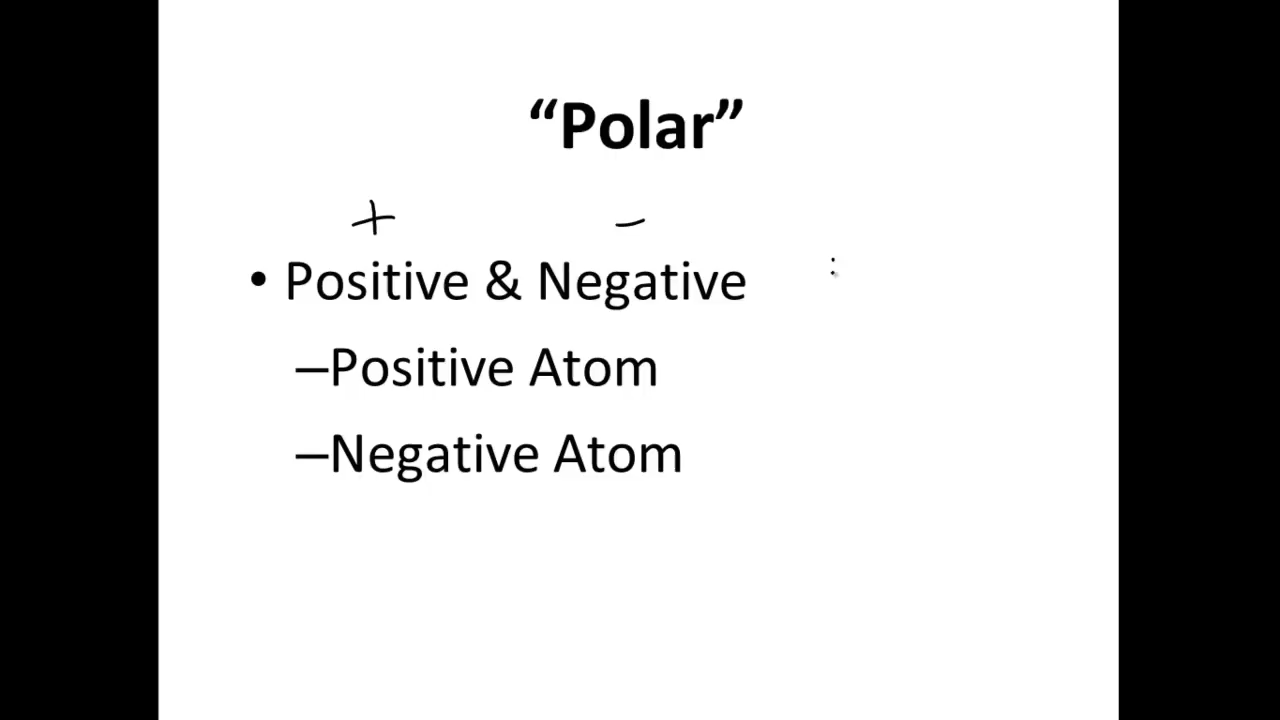 “Polar”
+ −
• Positive & Negative
–Positive Atom
–Negative Atom